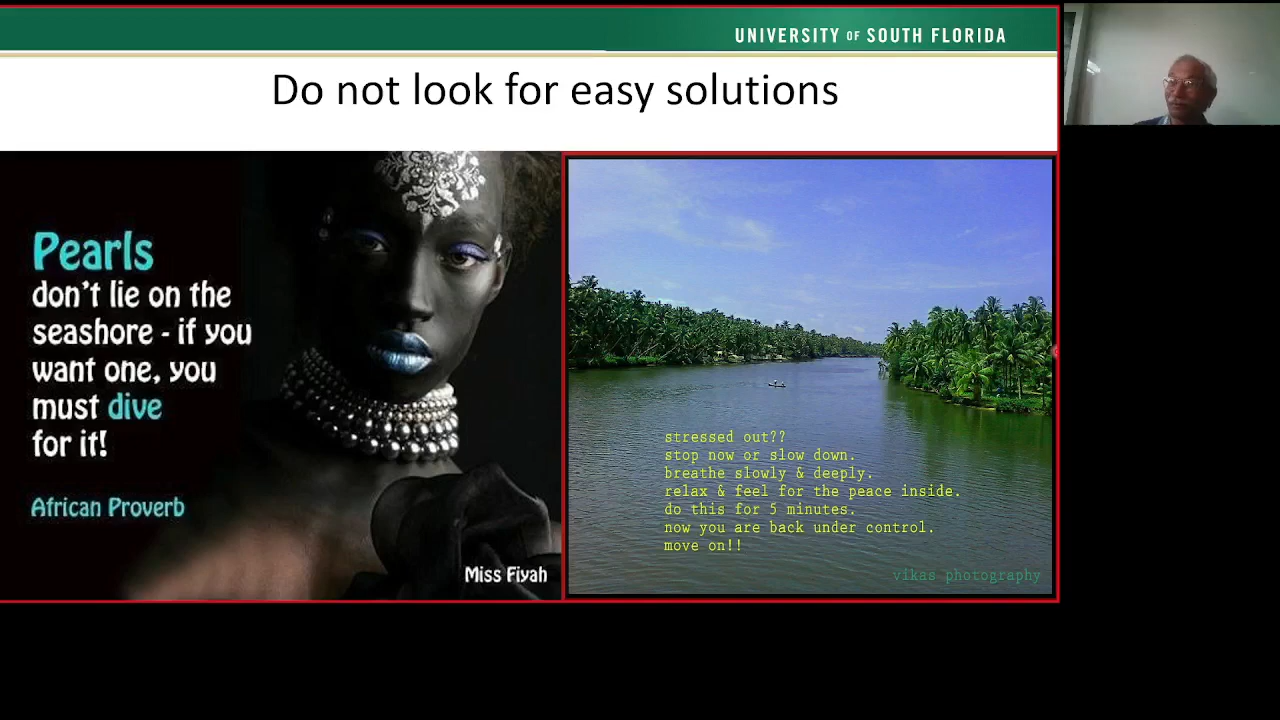 UNIVERSITY OF SOUTH FLORIDA
Do not look for easy solutions
Pearls
don't lie on the
seashore - if you
want one, you
must dive
for it!
African Proverb
Miss Fiyah
stressed out??
stop now or slow down.
breathe slowly & deeply.
relax & feel for the peace inside.
do this for 5 minutes.
now you are back under control.
move on!!
vikas photography